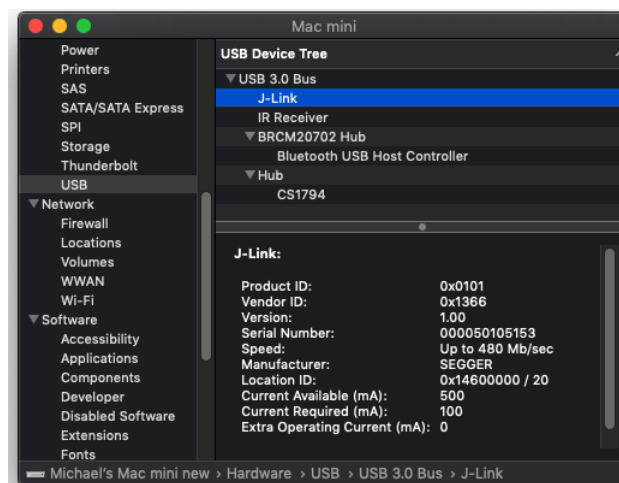 Mac mini
Power
Printers
SAS
SATA/SATA Express
SPI
Storage
Thunderbolt
USB
Network
Firewall
Locations
Volumes
WWAN
Wi-Fi
Software
Accessibility
Applications
Components
Developer
Disabled Software
Extensions
Fonts
USB Device Tree
USB 3.0 Bus
J-Link
IR Receiver
BRCM20702 Hub
Bluetooth USB Host Controller
Hub
CS1794
J-Link:
Product ID: 0x0101
Vendor ID: 0x1366
Version: 1.00
Serial Number: 000050105153
Speed: Up to 480 Mb/sec
Manufacturer: SEGGER
Location ID: 0x14600000 / 20
Current Available (mA): 500
Current Required (mA): 100
Extra Operating Current (mA): 0
Michael's Mac mini new › Hardware › USB › USB 3.0 Bus › J-Link